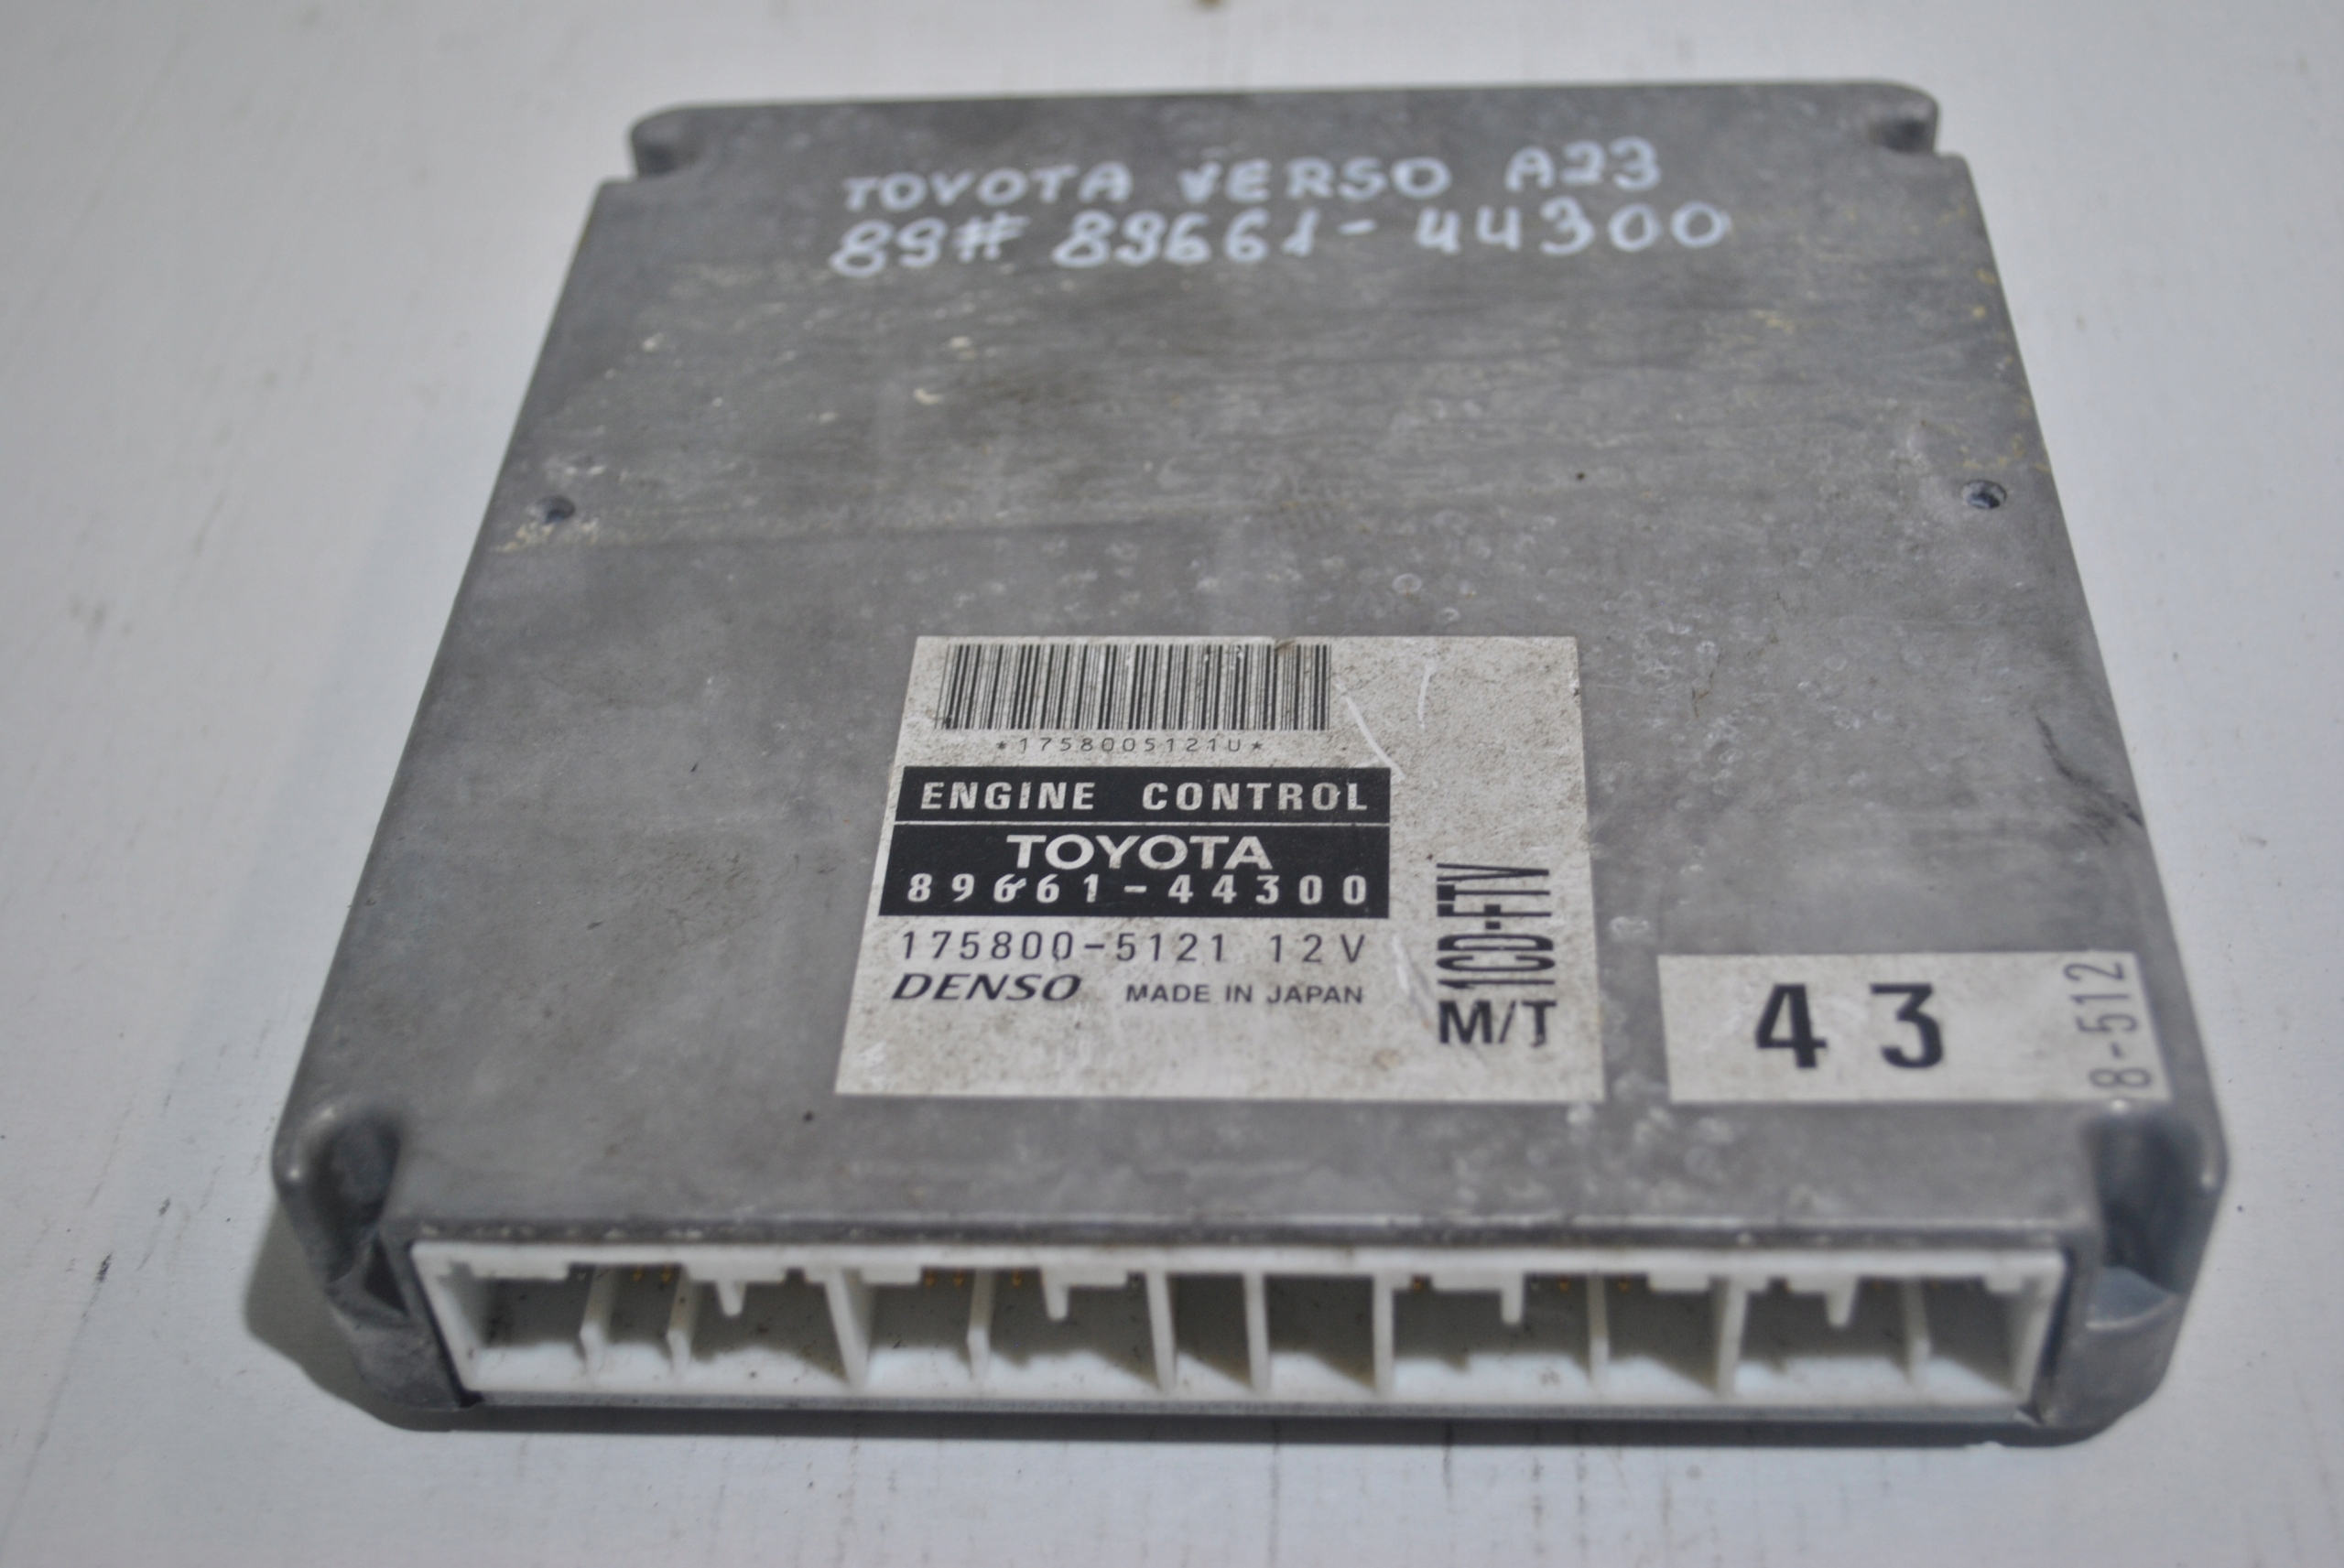 TOYOTA VERSO A23
89# 89661-44300
*1758005121U*
ENGINE CONTROL
TOYOTA
89661-44300
175800-5121 12V
DENSO MADE IN JAPAN
1CD-FTV
M/T
43
8-512